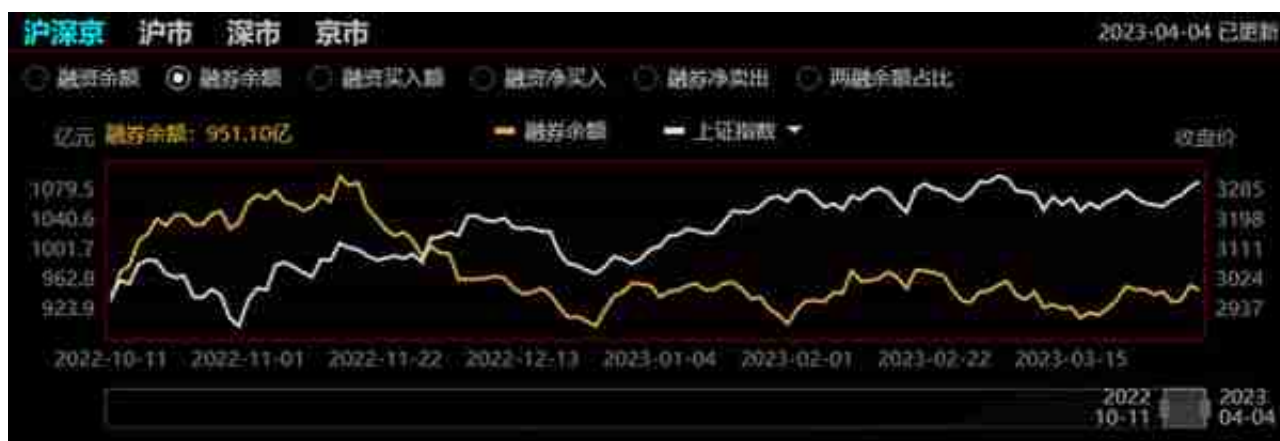 沪深京 沪市 深市 京市 2023-04-04 已更新
融资余额 融券余额 融资买入额 融资净买入 融券净卖出 两融余额占比
亿元 融券余额：951.10亿 融券余额 上证指数 收盘价
1079.5 3285
1040.6 3198
1001.7 3111
962.8 3024
923.9 2937
2022-10-11 2022-11-01 2022-11-22 2022-12-13 2023-01-04 2023-02-01 2023-02-22 2023-03-15
2022 2023
10-11 04-04